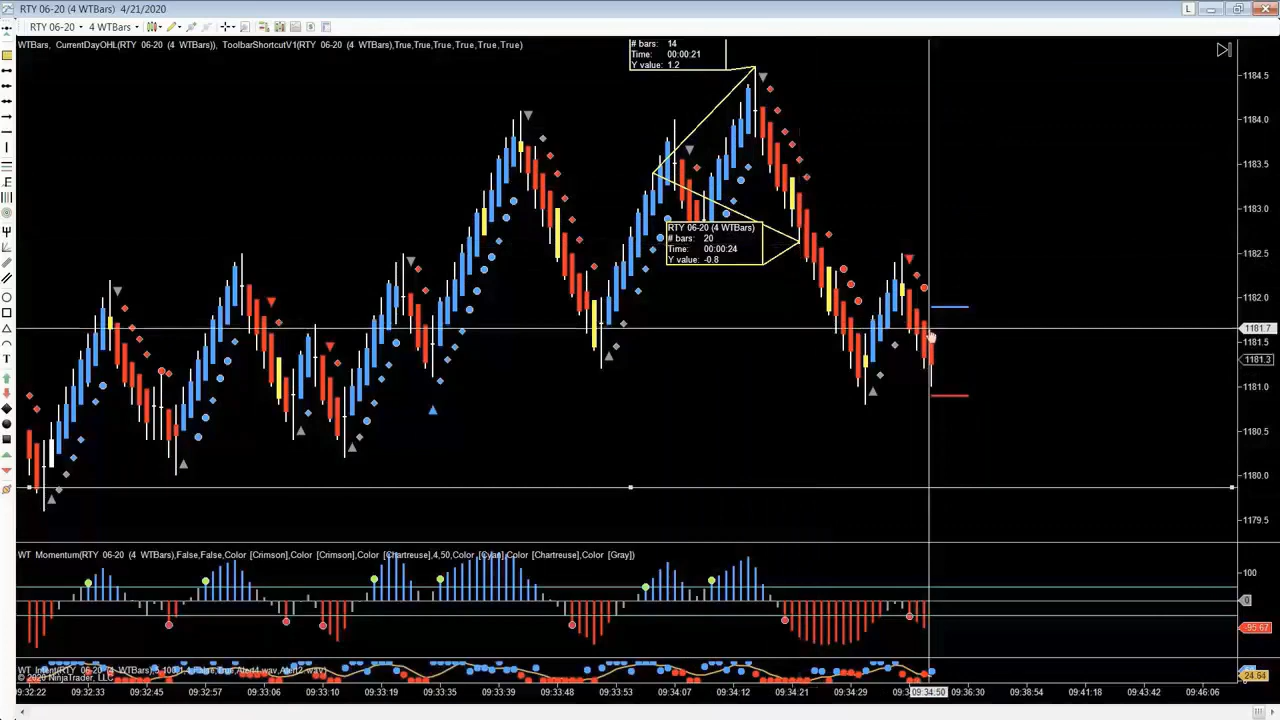 RTY 06-20 (4 WTBars) 4/21/2020
L
RTY 06-20 4 WTBars
WTBars, CurrentDayOHL(RTY 06-20 (4 WTBars)), ToolbarShortcutV1(RTY 06-20 (4 WTBars),True,True,True,True,True,True)
# bars: 14
Time: 00:00:21
Y value: 1.2
RTY 06-20 (4 WTBars)
# bars: 20
Time: 00:00:24
Y value: -0.8
1184.5
1184.0
1183.5
1183.0
1182.5
1182.0
1181.7
1181.5
1181.3
1181.0
1180.5
1180.0
1179.5
WT Momentum(RTY 06-20 (4 WTBars),False,False,Color [Crimson],Color [Crimson],Color [Chartreuse],4,50,Color [Cyan],Color [Chartreuse],Color [Gray])
100
0
-95.67
© 2020 NinjaTrader, LLC
24.64
09:32:22 09:32:33 09:32:45 09:32:57 09:33:06 09:33:10 09:33:19 09:33:35 09:33:39 09:33:48 09:33:53 09:34:07 09:34:12 09:34:21 09:34:29 09:34:50 09:36:30 09:38:54 09:41:18 09:43:42 09:46:06